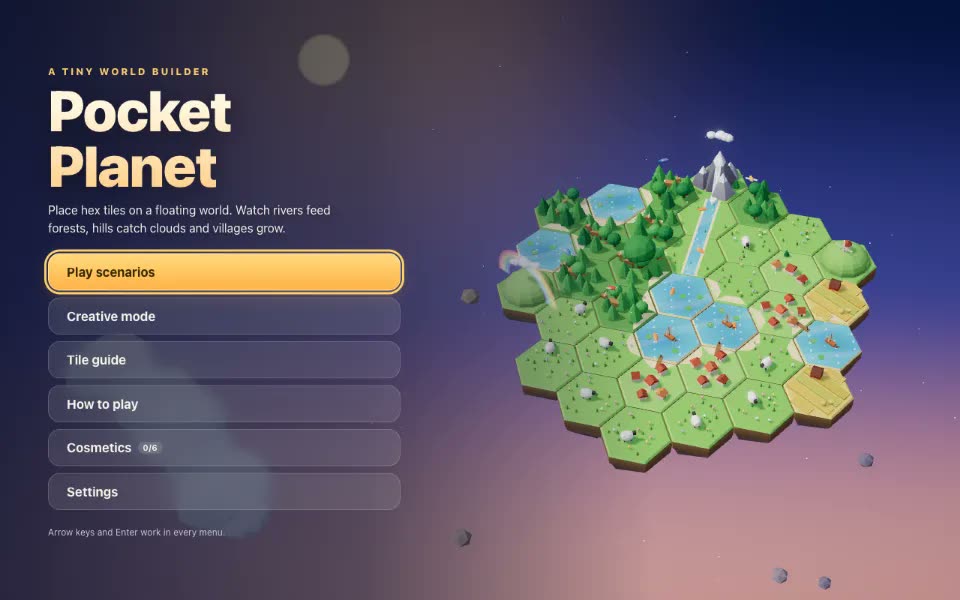 A TINY WORLD BUILDER
Pocket
Planet
Place hex tiles on a floating world. Watch rivers feed
forests, hills catch clouds and villages grow.
Play scenarios
Creative mode
Tile guide
How to play
Cosmetics 0/6
Settings
Arrow keys and Enter work in every menu.